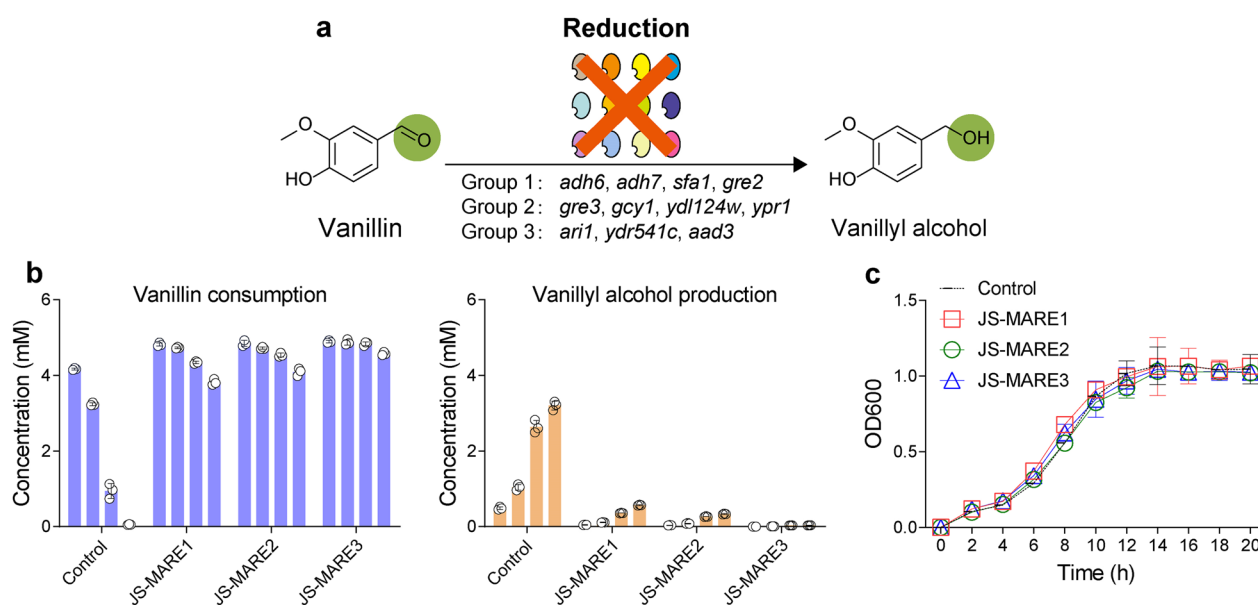 a
Reduction
O
O
HO
Vanillin
Group 1: adh6, adh7, sfa1, gre2
Group 2: gre3, gcy1, ydl124w, ypr1
Group 3: ari1, ydr541c, aad3
O
OH
HO
Vanillyl alcohol
b
Vanillin consumption
Concentration (mM)
6
4
2
0
Control
JS-MARE1
JS-MARE2
JS-MARE3
Vanillyl alcohol production
Concentration (mM)
6
4
2
0
Control
JS-MARE1
JS-MARE2
JS-MARE3
c
Control
JS-MARE1
JS-MARE2
JS-MARE3
OD600
1.5
1.0
0.5
0.0
0 2 4 6 8 10 12 14 16 18 20
Time (h)